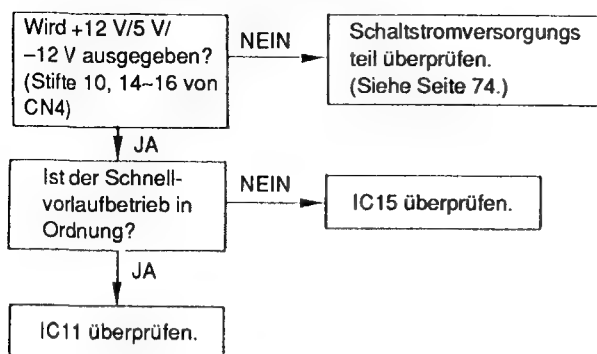 Wird +12 V/5 V/
–12 V ausgegeben?
(Stifte 10, 14~16 von
CN4)
NEIN
Schaltstromversorgungs
teil überprüfen.
(Siehe Seite 74.)
JA
Ist der Schnell-
vorlaufbetrieb in
Ordnung?
NEIN
IC15 überprüfen.
JA
IC11 überprüfen.